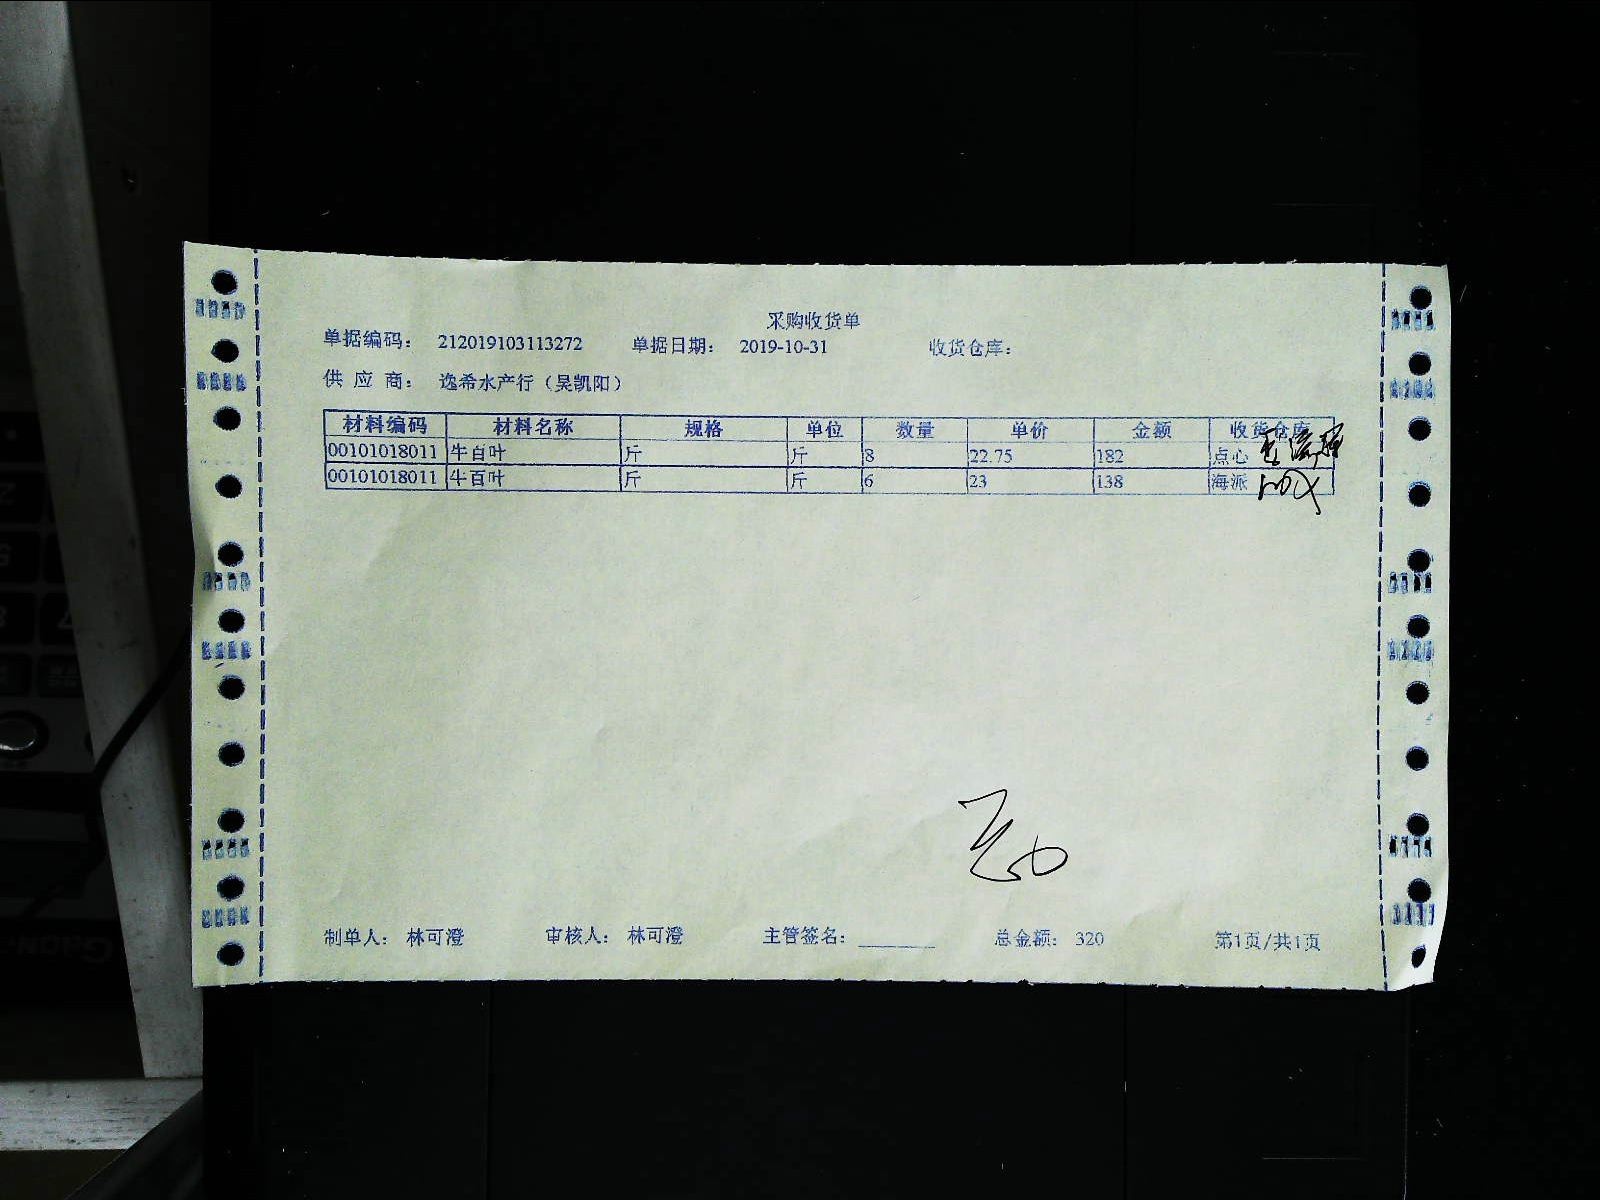 采购收货单
单据编码： 212019103113272 单据日期： 2019-10-31 收货仓库：
供 应 商： 逸希水产行（吴凯阳）
材料编码 材料名称 规格 单位 数量 单价 金额 收货仓库
00101018011 牛百叶 斤 斤 8 22.75 182 点心
00101018011 牛百叶 斤 斤 6 23 138 海派
制单人： 林可澄 审核人： 林可澄 主管签名： 总金额： 320 第1页/共1页